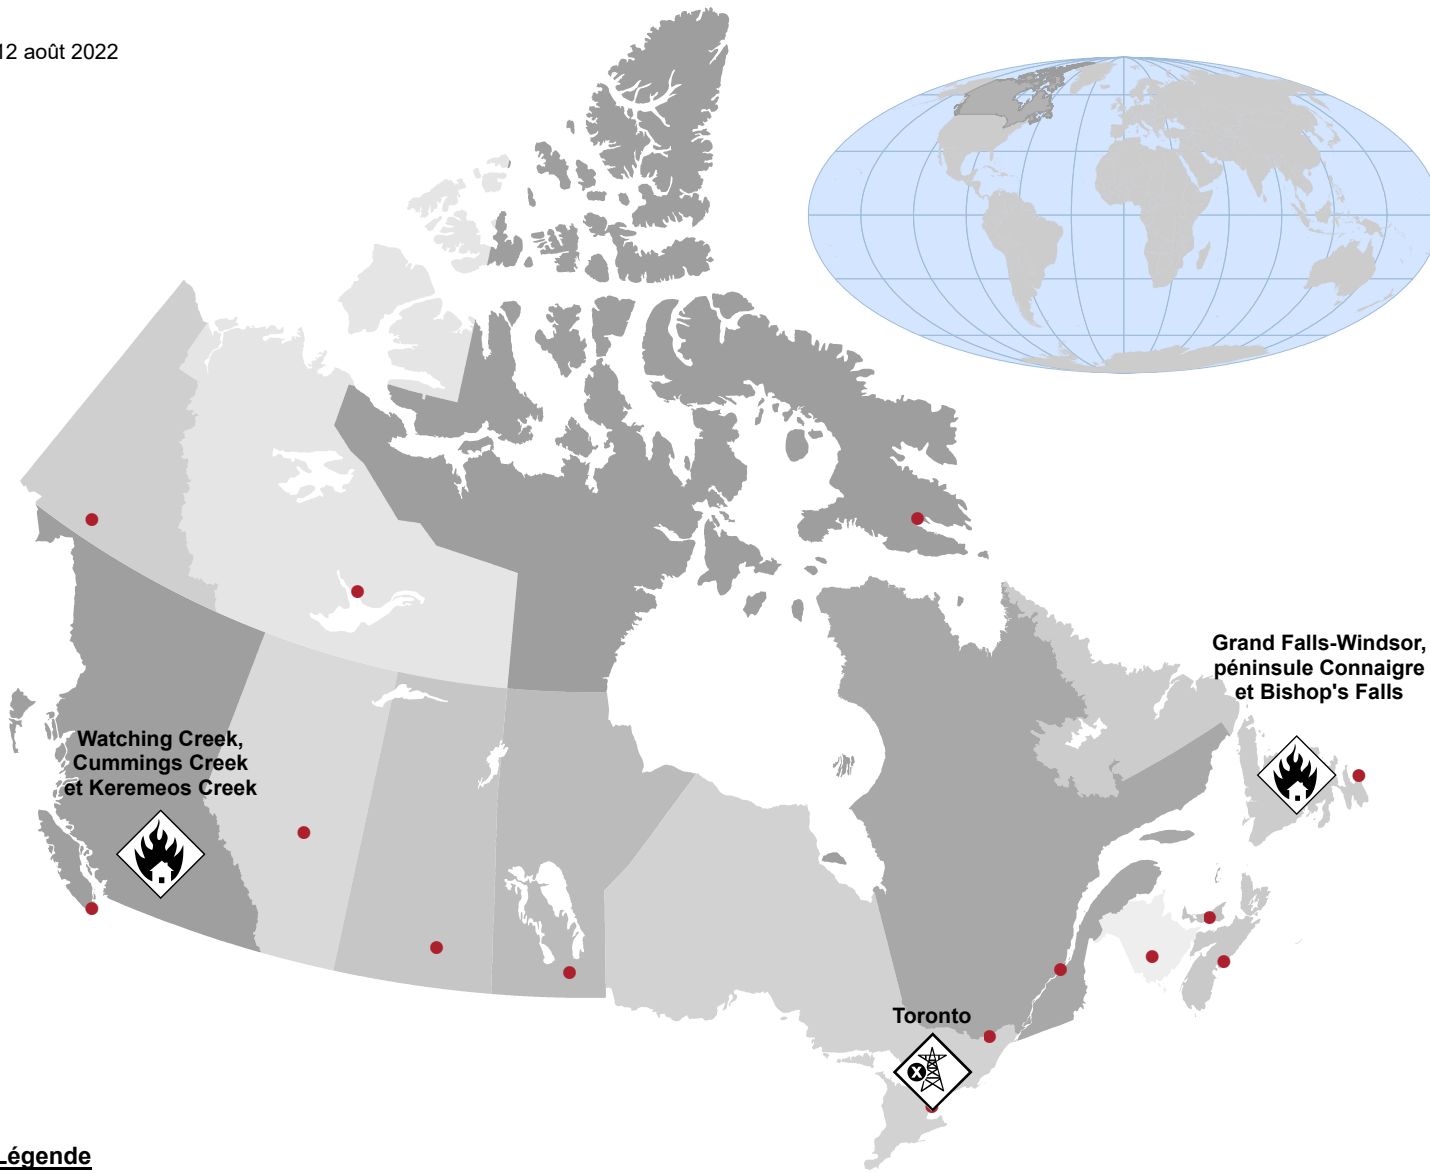 12 août 2022
Grand Falls-Windsor,
péninsule Connaigre
et Bishop's Falls
Watching Creek,
Cummings Creek
et Keremeos Creek
Toronto
X
Légende